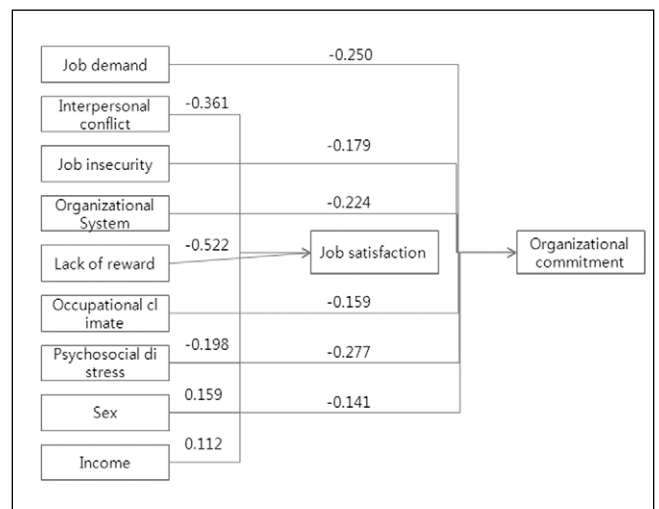 Job demand
-0.250
Interpersonal
conflict
-0.361
Job insecurity
-0.179
Organizational
System
-0.224
Lack of reward
-0.522
Job satisfaction
Organizational
commitment
Occupational cl
imate
-0.159
Psychosocial di
stress
-0.198
-0.277
Sex
0.159
-0.141
Income
0.112